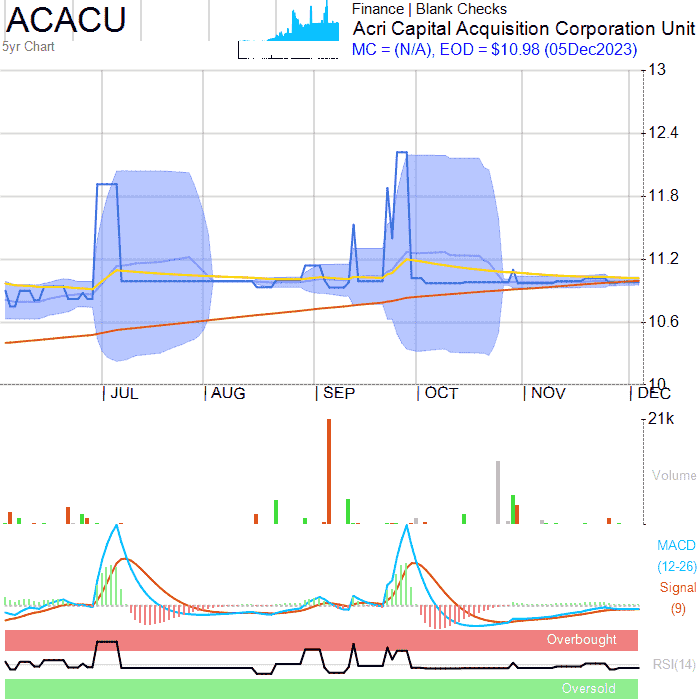 ACACU
Finance | Blank Checks
Acri Capital Acquisition Corporation Unit
5yr Chart
MC = (N/A), EOD = $10.98 (05Dec2023)
13
12.4
11.8
11.2
10.6
10
JUL AUG SEP OCT NOV DEC
21k
Volume
MACD
(12-26)
Signal
(9)
Overbought
RSI(14)
Oversold